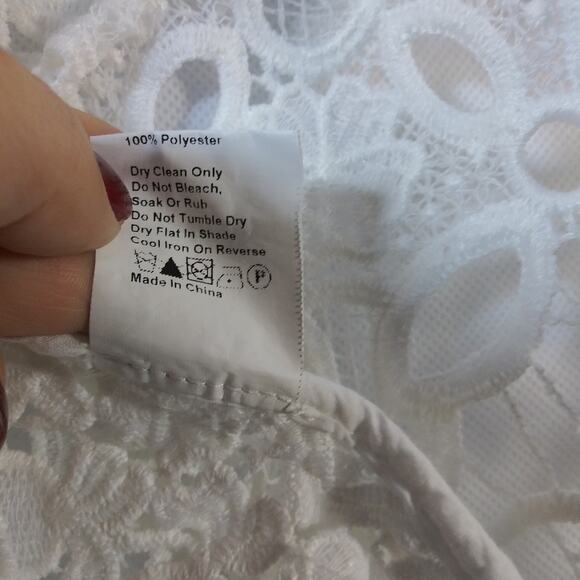 100% Polyester
Dry Clean Only
Do Not Bleach,
Soak Or Rub
Do Not Tumble Dry
Dry Flat In Shade
Cool Iron On Reverse
P
Made In China